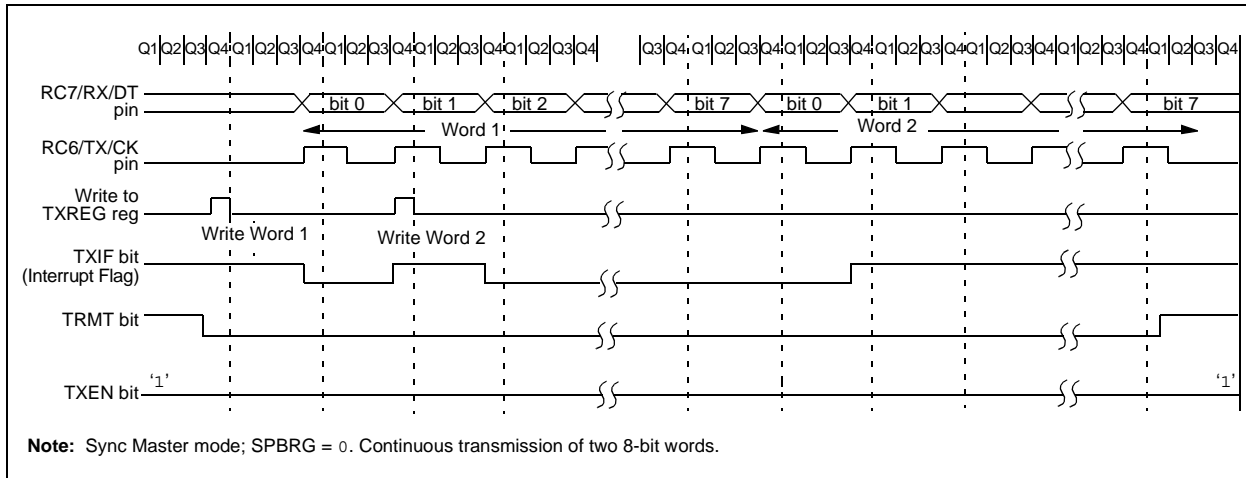 Q1 Q2 Q3 Q4 Q1 Q2 Q3 Q4 Q1 Q2 Q3 Q4 Q1 Q2 Q3 Q4 Q1 Q2 Q3 Q4 Q3 Q4 Q1 Q2 Q3 Q4 Q1 Q2 Q3 Q4 Q1 Q2 Q3 Q4 Q1 Q2 Q3 Q4 Q1 Q2 Q3 Q4 Q1 Q2 Q3 Q4
RC7/RX/DT
pin
bit 0 bit 1 bit 2 bit 7 bit 0 bit 1 bit 7
Word 1 Word 2
RC6/TX/CK
pin
Write to
TXREG reg
Write Word 1 Write Word 2
TXIF bit
(Interrupt Flag)
TRMT bit
TXEN bit ‘1’ ‘1’
Note: Sync Master mode; SPBRG = 0. Continuous transmission of two 8-bit words.